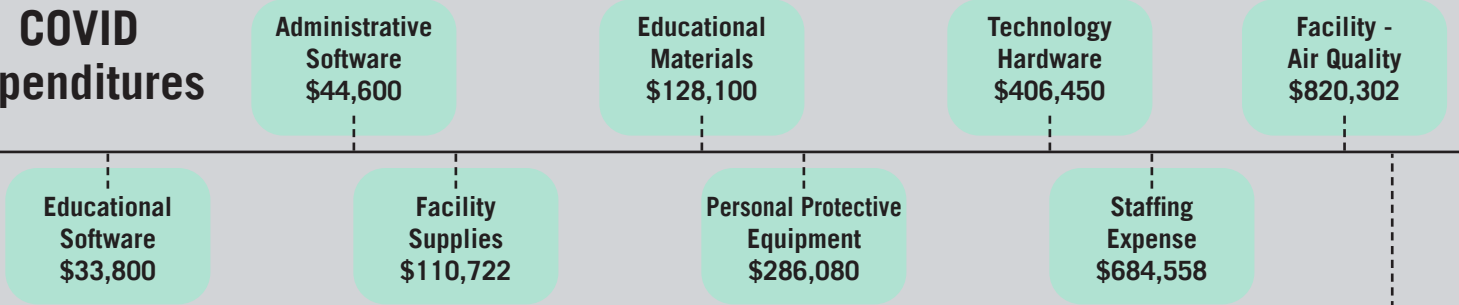 COVID
penditures
Administrative
Software
$44,600
Educational
Materials
$128,100
Technology
Hardware
$406,450
Facility -
Air Quality
$820,302
Educational
Software
$33,800
Facility
Supplies
$110,722
Personal Protective
Equipment
$286,080
Staffing
Expense
$684,558